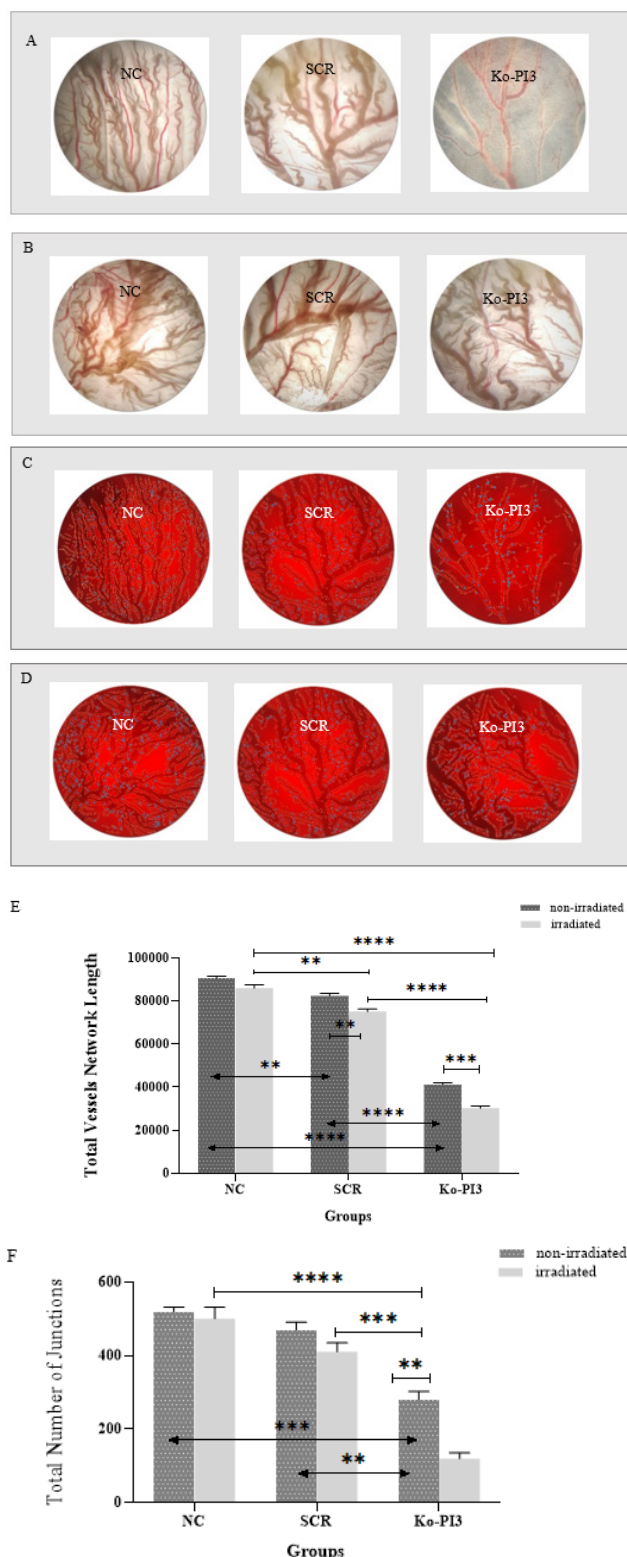 A
NC
SCR
Ko-PI3
B
NC
SCR
Ko-PI3
C
NC
SCR
Ko-PI3
D
NC
SCR
Ko-PI3
E
non-irradiated
irradiated
Total Vessels Network Length
100000
80000
60000
40000
20000
0
****
**
****
**
***
**
****
****
NC
SCR
Ko-PI3
Groups
F
non-irradiated
irradiated
Total Number of Junctions
600
400
200
0
****
***
**
***
**
NC
SCR
Ko-PI3
Groups